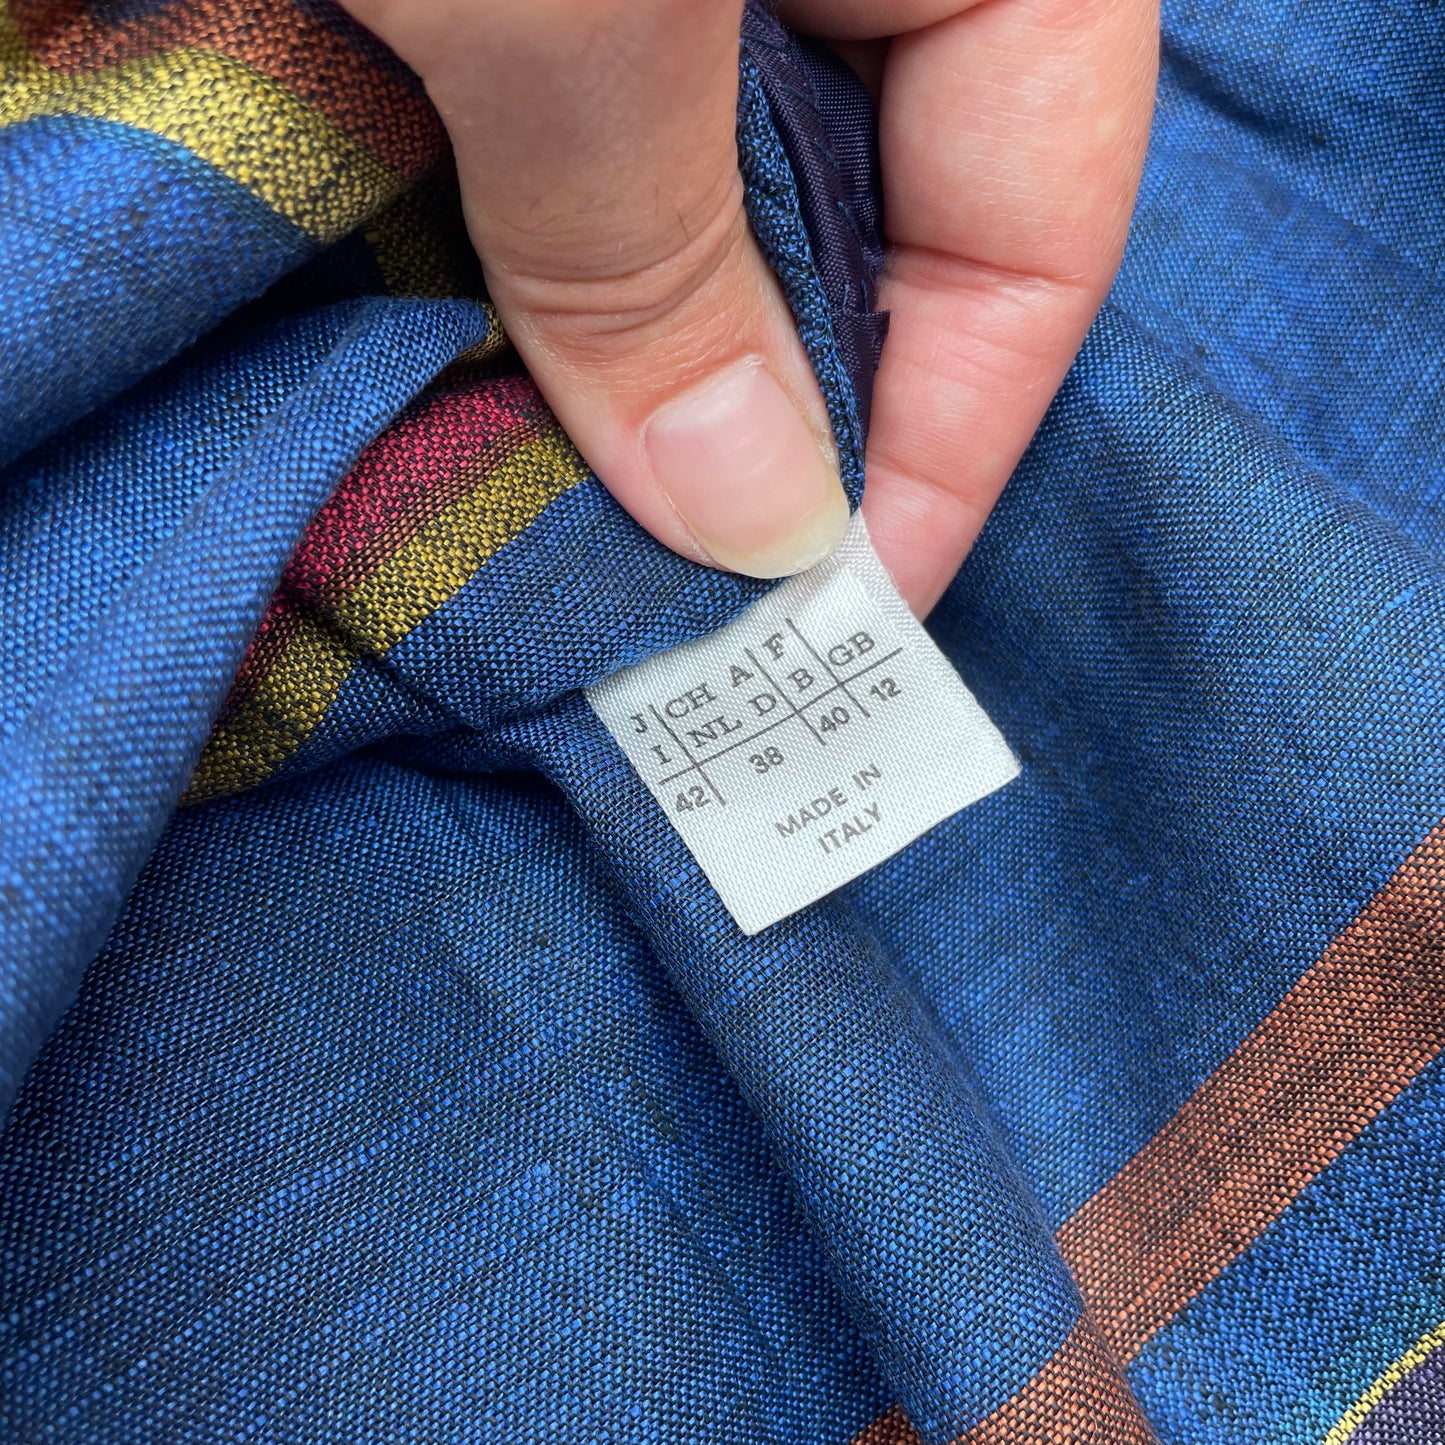 J CH A F GB
I NL D B
42 38 40 12
MADE IN
ITALY